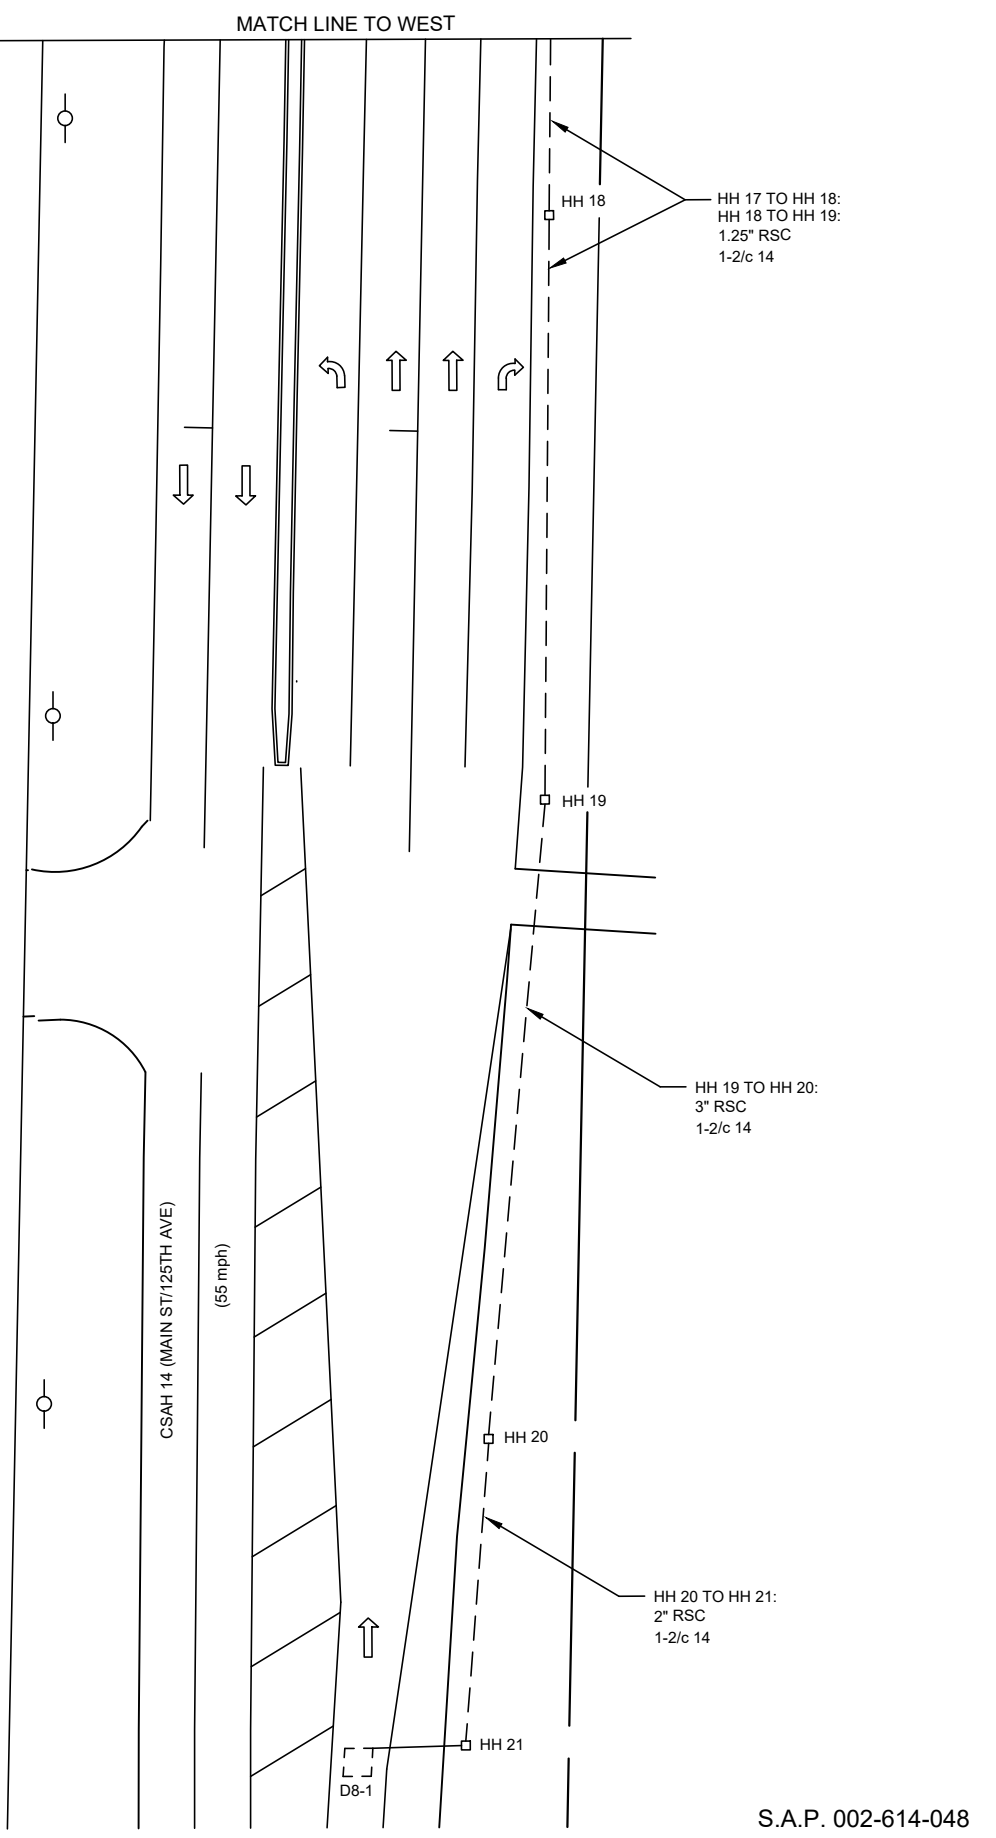 MATCH LINE TO WEST
HH 18
HH 17 TO HH 18:
HH 18 TO HH 19:
1.25" RSC
1-2/c 14
HH 19
HH 19 TO HH 20:
3" RSC
1-2/c 14
CSAH 14 (MAIN ST/125TH AVE)
(55 mph)
HH 20
HH 20 TO HH 21:
2" RSC
1-2/c 14
HH 21
D8-1
S.A.P. 002-614-048